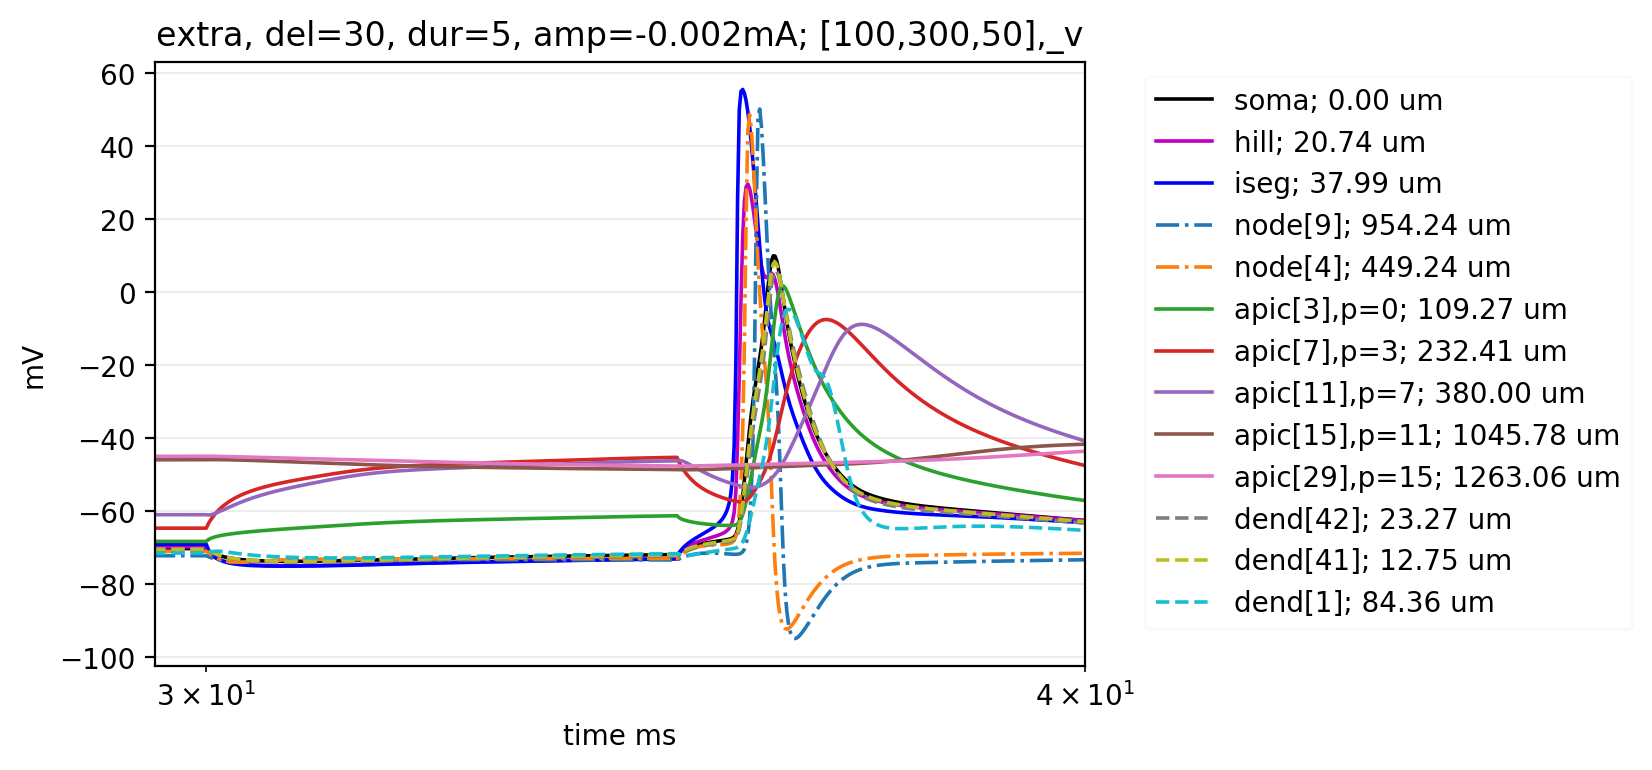 extra, del=30, dur=5, amp=-0.002mA; [100,300,50],_v
60
40
20
0
−20
−40
−60
−80
−100
mV
3 × 10¹
4 × 10¹
time ms
soma; 0.00 um
hill; 20.74 um
iseg; 37.99 um
node[9]; 954.24 um
node[4]; 449.24 um
apic[3],p=0; 109.27 um
apic[7],p=3; 232.41 um
apic[11],p=7; 380.00 um
apic[15],p=11; 1045.78 um
apic[29],p=15; 1263.06 um
dend[42]; 23.27 um
dend[41]; 12.75 um
dend[1]; 84.36 um